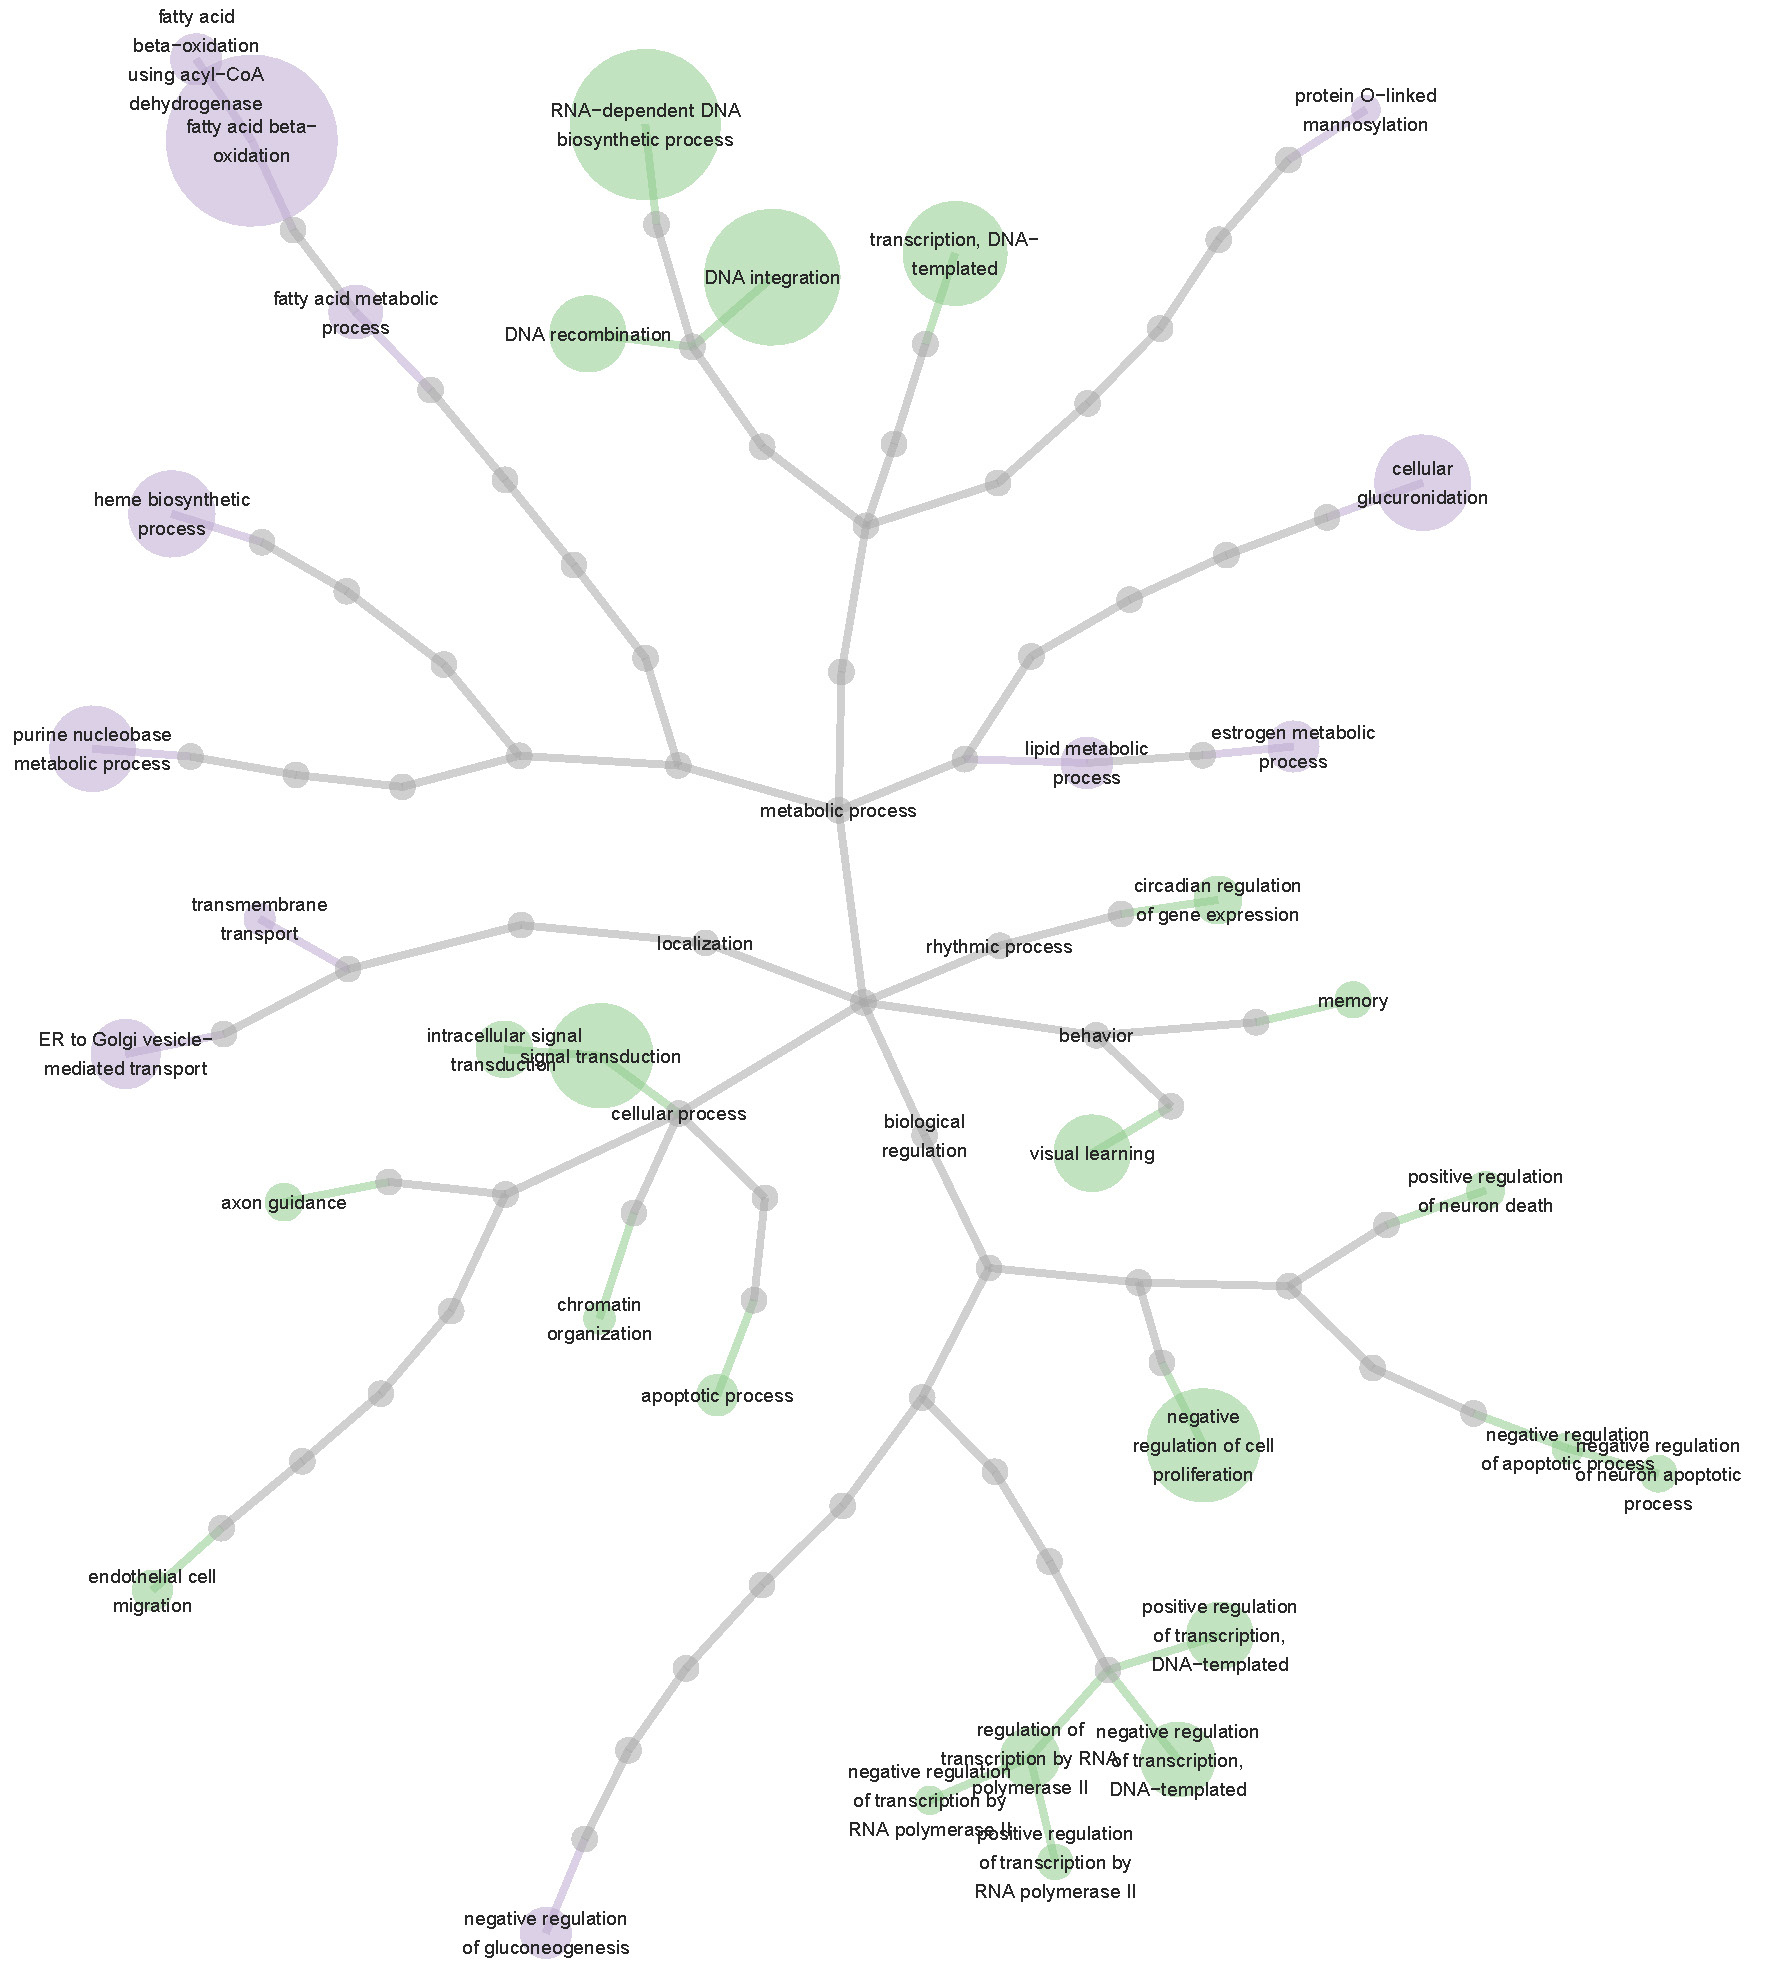 fatty acid
beta−oxidation
using acyl−CoA
dehydrogenase
fatty acid beta−
oxidation
RNA−dependent DNA
biosynthetic process
protein O−linked
mannosylation
transcription, DNA−
templated
DNA integration
fatty acid metabolic
process
DNA recombination
cellular
glucuronidation
heme biosynthetic
process
purine nucleobase
metabolic process
lipid metabolic
process
estrogen metabolic
process
metabolic process
transmembrane
transport
localization
rhythmic process
circadian regulation
of gene expression
memory
behavior
ER to Golgi vesicle−
mediated transport
intracellular signal
transduction
signal transduction
cellular process
biological
regulation
visual learning
axon guidance
positive regulation
of neuron death
chromatin
organization
apoptotic process
negative
regulation of cell
proliferation
negative regulation
of apoptotic process
negative regulation
of neuron apoptotic
process
endothelial cell
migration
positive regulation
of transcription,
DNA−templated
regulation of
transcription by RNA
polymerase II
negative regulation
of transcription,
DNA−templated
negative regulation
of transcription by
RNA polymerase II
positive regulation
of transcription by
RNA polymerase II
negative regulation
of gluconeogenesis